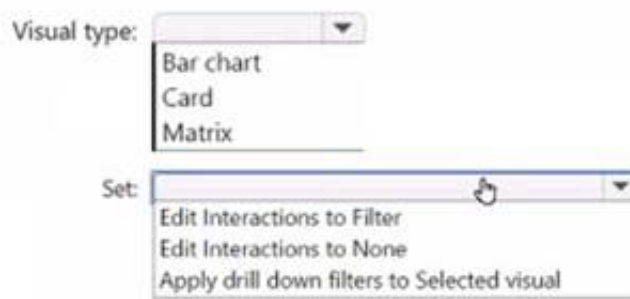 Visual type:
Bar chart
Card
Matrix
Set:
Edit Interactions to Filter
Edit Interactions to None
Apply drill down filters to Selected visual